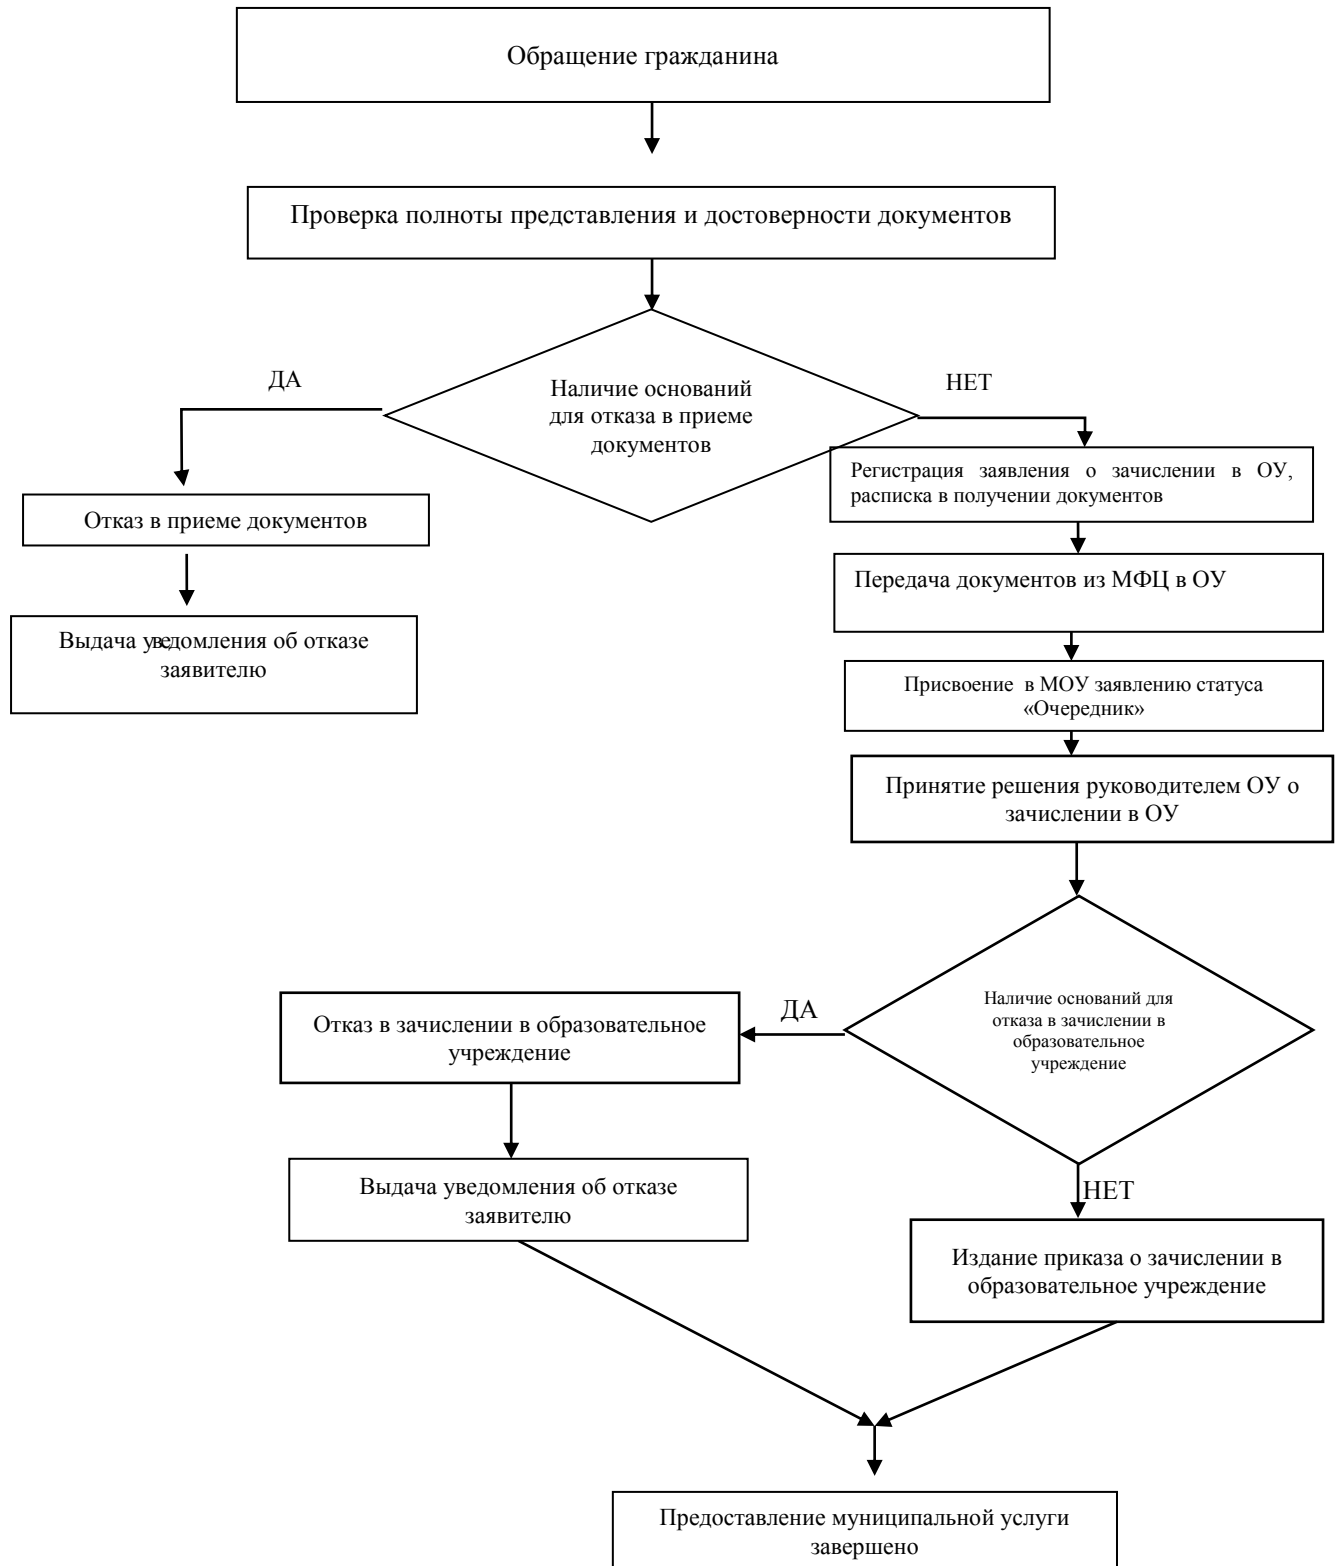 Обращение гражданина
Проверка полноты представления и достоверности документов
ДА
Наличие оснований
для отказа в приеме
документов
НЕТ
Регистрация заявления о зачислении в ОУ,
расписка в получении документов
Отказ в приеме документов
Передача документов из МФЦ в ОУ
Выдача уведомления об отказе
заявителю
Присвоение в МОУ заявлению статуса
«Очередник»
Принятие решения руководителем ОУ о
зачислении в ОУ
Наличие оснований для
отказа в зачислении в
образовательное
учреждение
ДА
Отказ в зачислении в образовательное
учреждение
Выдача уведомления об отказе
заявителю
НЕТ
Издание приказа о зачислении в
образовательное учреждение
Предоставление муниципальной услуги
завершено